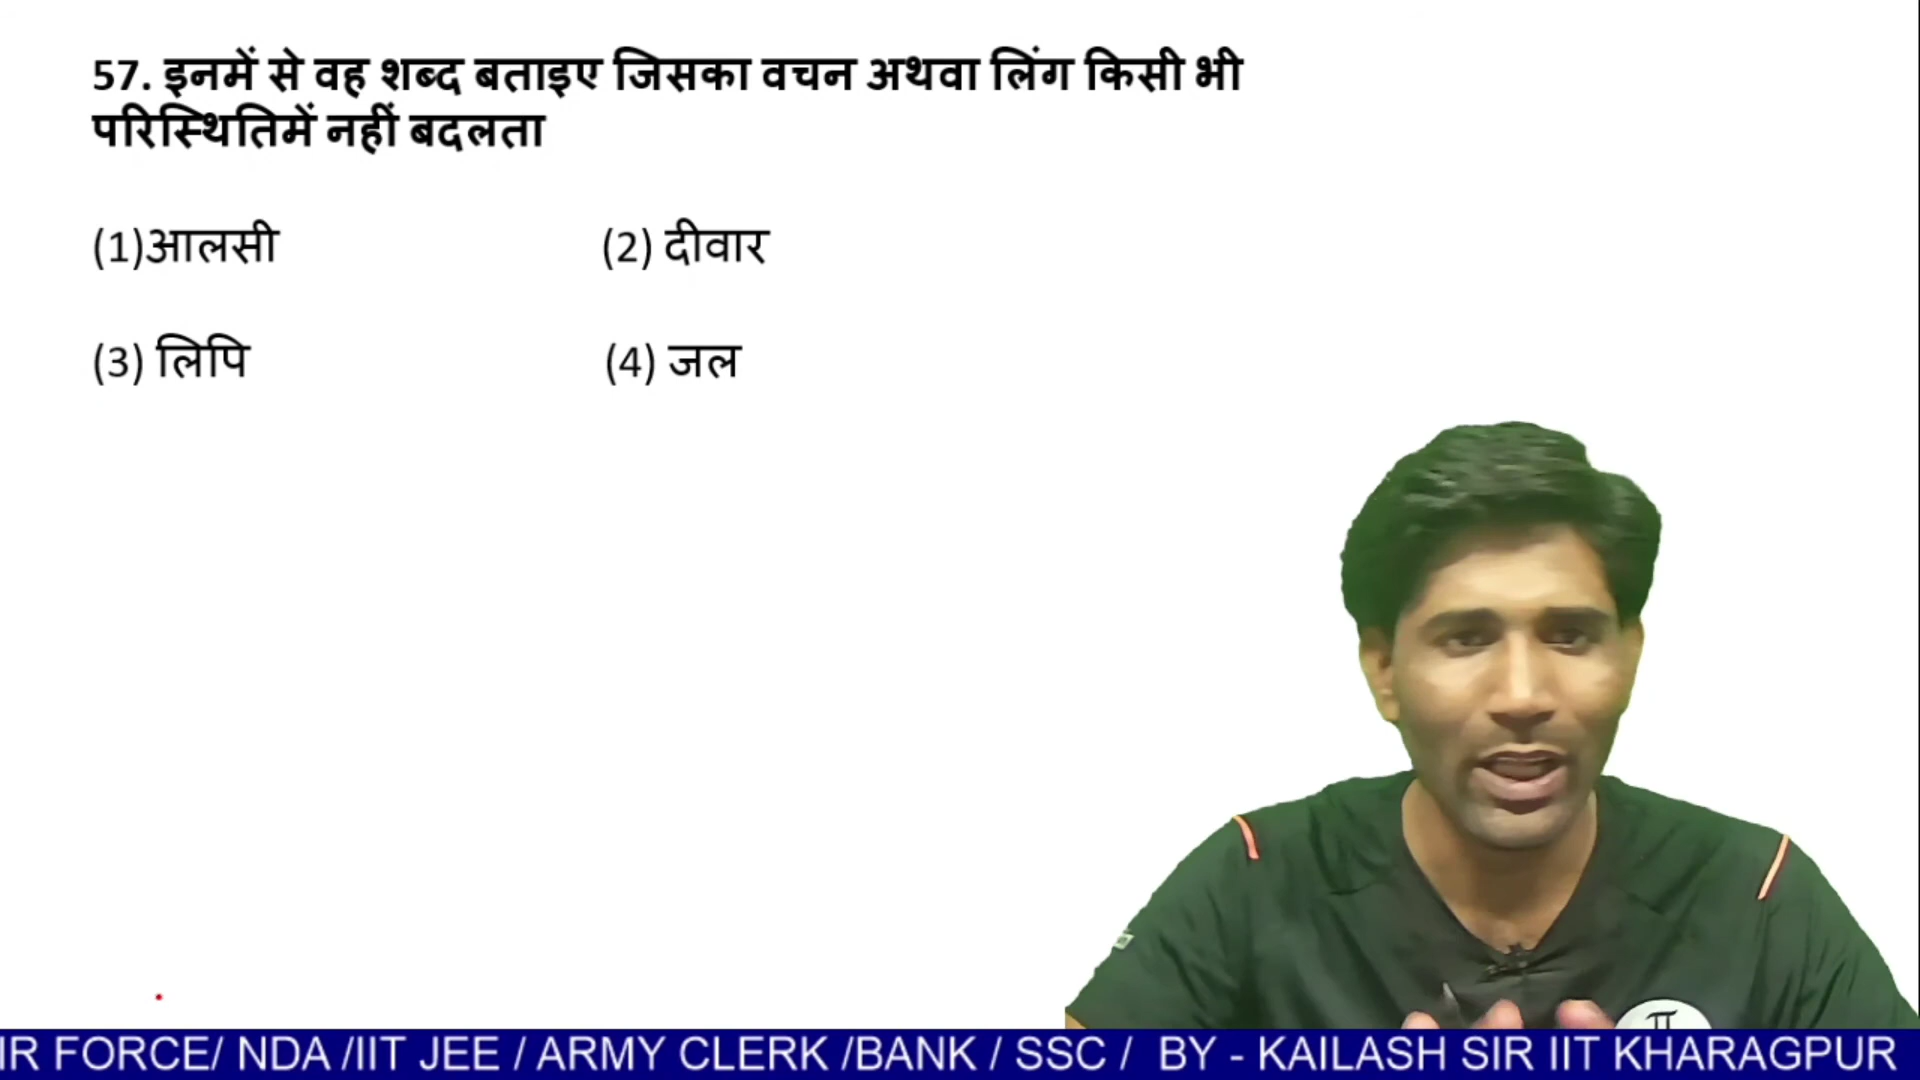 57. इनमें से वह शब्द बताइए जिसका वचन अथवा लिंग किसी भी
परिस्थितिमें नहीं बदलता
(1)आलसी (2) दीवार
(3) लिपि (4) जल
IR FORCE/ NDA /IIT JEE / ARMY CLERK /BANK / SSC / BY - KAILASH SIR IIT KHARAGPUR